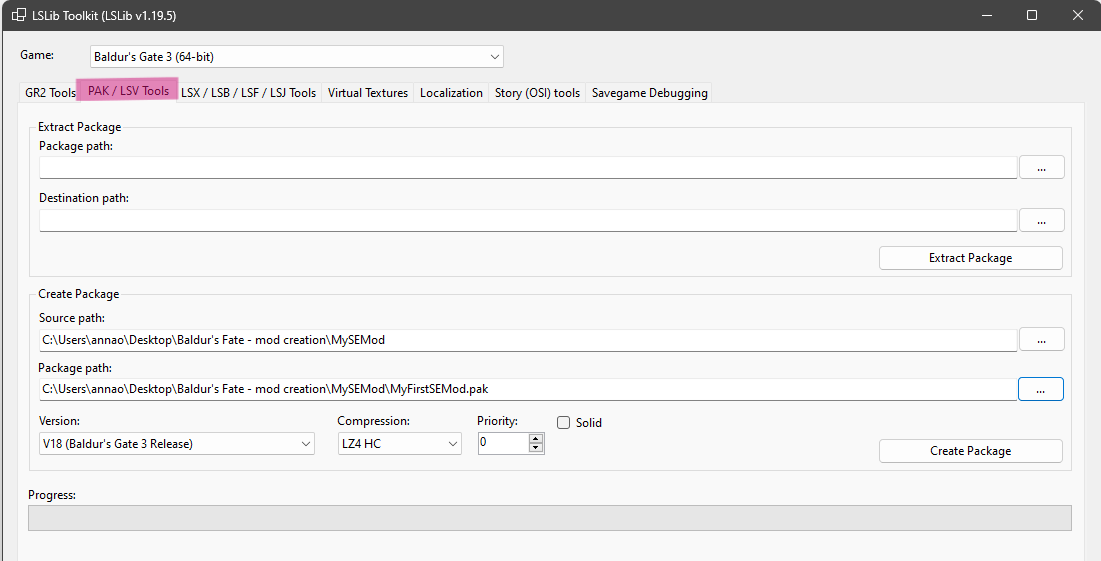 LSLib Toolkit (LSLib v1.19.5)
Game: Baldur's Gate 3 (64-bit)
GR2 Tools PAK / LSV Tools LSX / LSB / LSF / LSJ Tools Virtual Textures Localization Story (OSI) tools Savegame Debugging
Extract Package
Package path:
...
Destination path:
...
Extract Package
Create Package
Source path:
C:\Users\annao\Desktop\Baldur's Fate - mod creation\MySEMod ...
Package path:
C:\Users\annao\Desktop\Baldur's Fate - mod creation\MySEMod\MyFirstSEMod.pak ...
Version: Compression: Priority: Solid
V18 (Baldur's Gate 3 Release) LZ4 HC 0
Create Package
Progress: